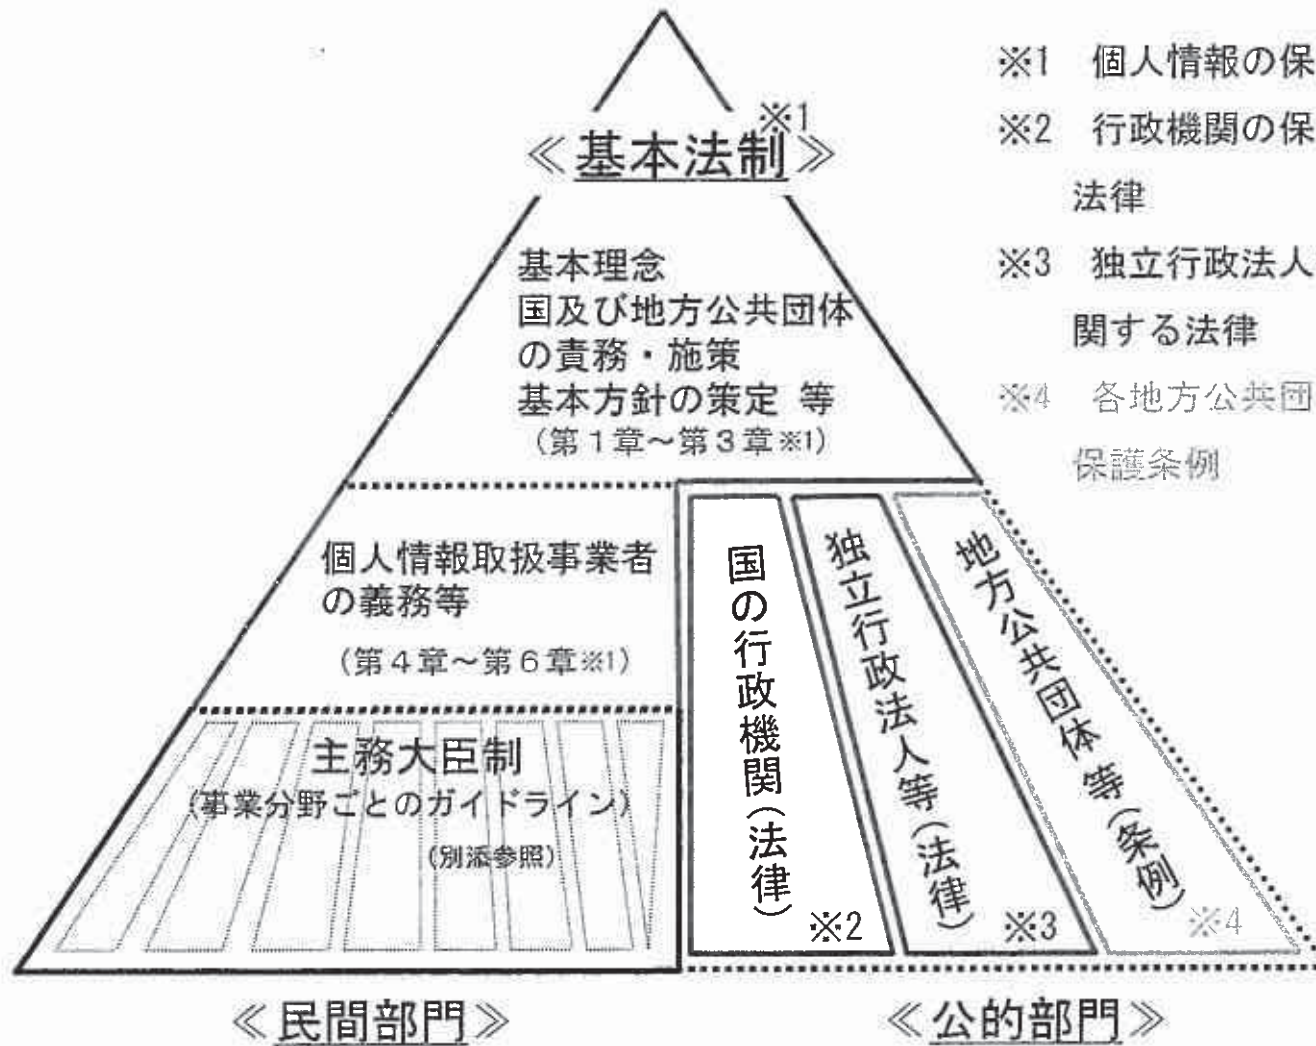 ※1
≪基本法制≫
基本理念
国及び地方公共団体
の責務・施策
基本方針の策定 等
（第１章～第３章※1）
個人情報取扱事業者
の義務等
（第４章～第６章※1）
主務大臣制
（事業分野ごとのガイドライン）
（別添参照）
国の行政機関（法律）
※2
独立行政法人等（法律）
※3
地方公共団体等（条例）
※4
≪民間部門≫
≪公的部門≫
※1 個人情報の保
※2 行政機関の保
法律
※3 独立行政法人
関する法律
※4 各地方公共団
保護条例